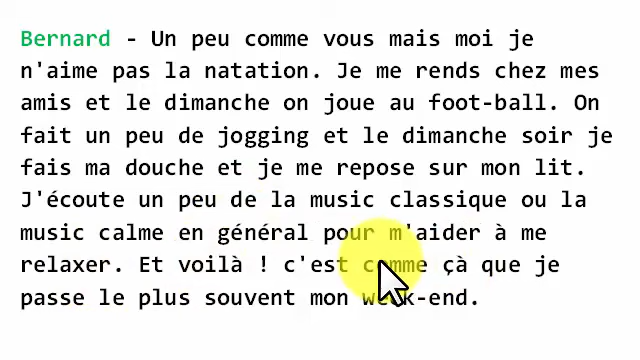 Bernard - Un peu comme vous mais moi je
n'aime pas la natation. Je me rends chez mes
amis et le dimanche on joue au foot-ball. On
fait un peu de jogging et le dimanche soir je
fais ma douche et je me repose sur mon lit.
J'écoute un peu de la music classique ou la
music calme en général pour m'aider à me
relaxer. Et voilà ! c'est comme çà que je
passe le plus souvent mon week-end.